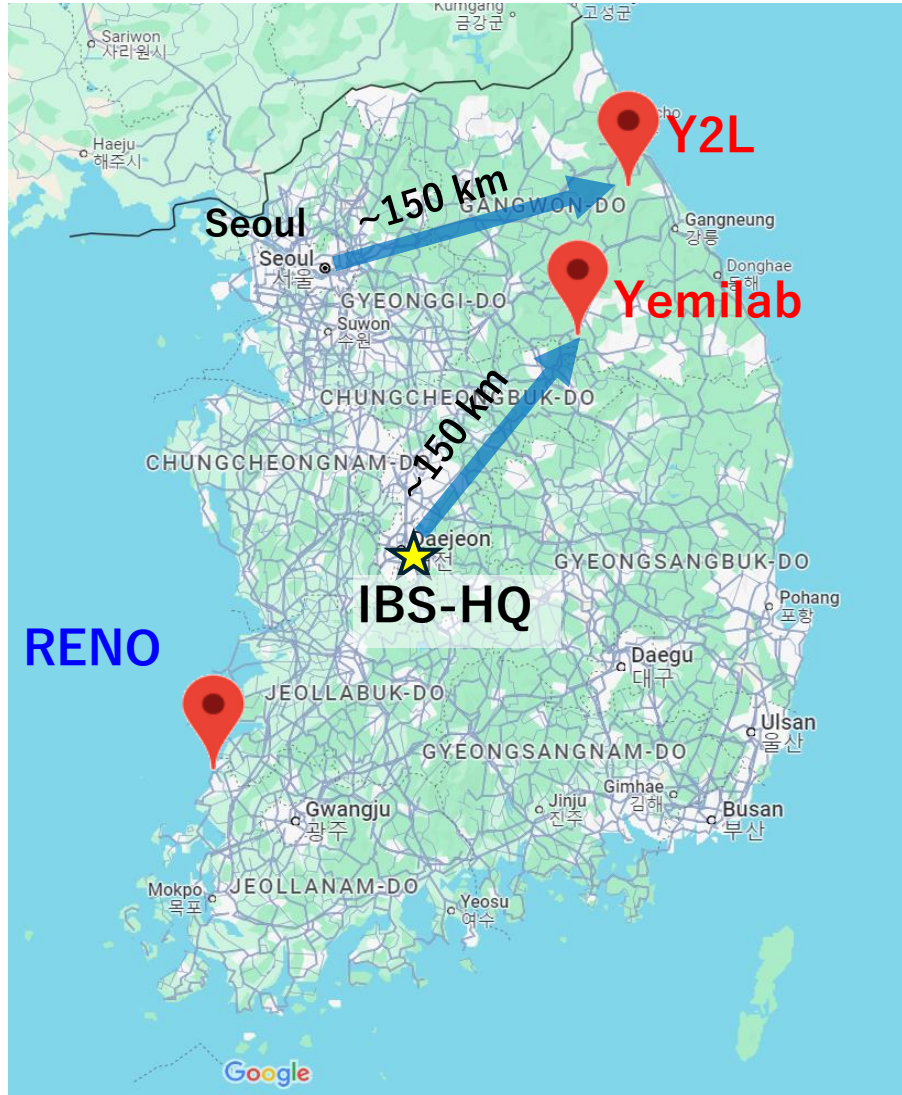 Kumgang
금강군
고성군
Sariwon
사리원시
Haeju
해주시
cho
Y2L
~150 km
GANGWON-DO
Seoul
Seoul
서울
Gangneung
강릉
Donghae
동해
GYEONGGI-DO
Yemilab
Suwon
수원
CHUNGCHEONGBUK-DO
~150 km
CHUNGCHEONGNAM-DO
Daejeon
전
GYEONGSANGBUK-DO
IBS-HQ
Pohang
포항
RENO
Daegu
대구
JEOLLABUK-DO
Ulsan
울산
GYEONGSANGNAM-DO
Gimhae
김해
Jinju
진주
Busan
부산
Gwangju
광주
Mokpo
목포
JEOLLANAM-DO
Yeosu
여수
Google